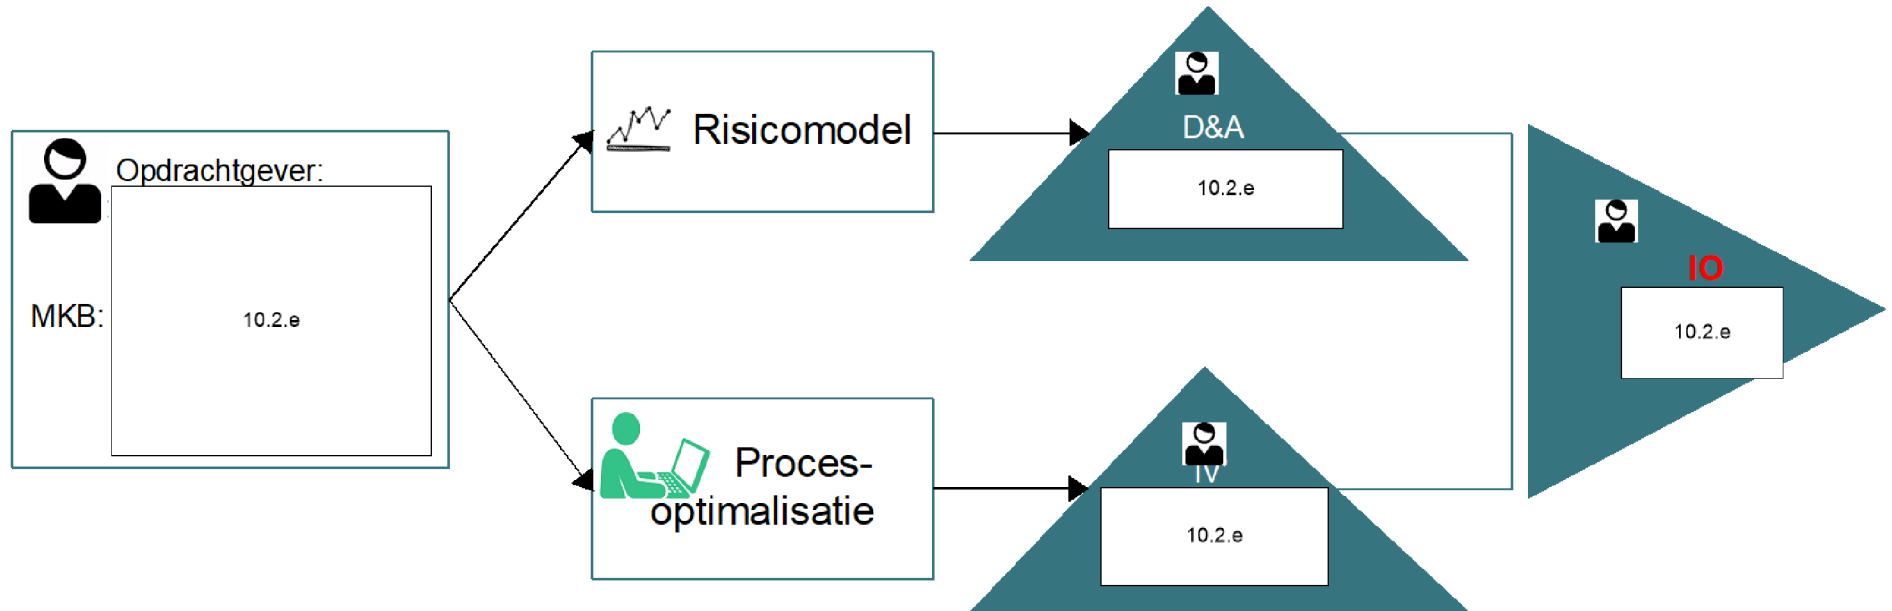 Opdrachtgever:
MKB:
10.2.e
Risicomodel
Proces-
optimalisatie
D&A
10.2.e
IV
10.2.e
IO
10.2.e